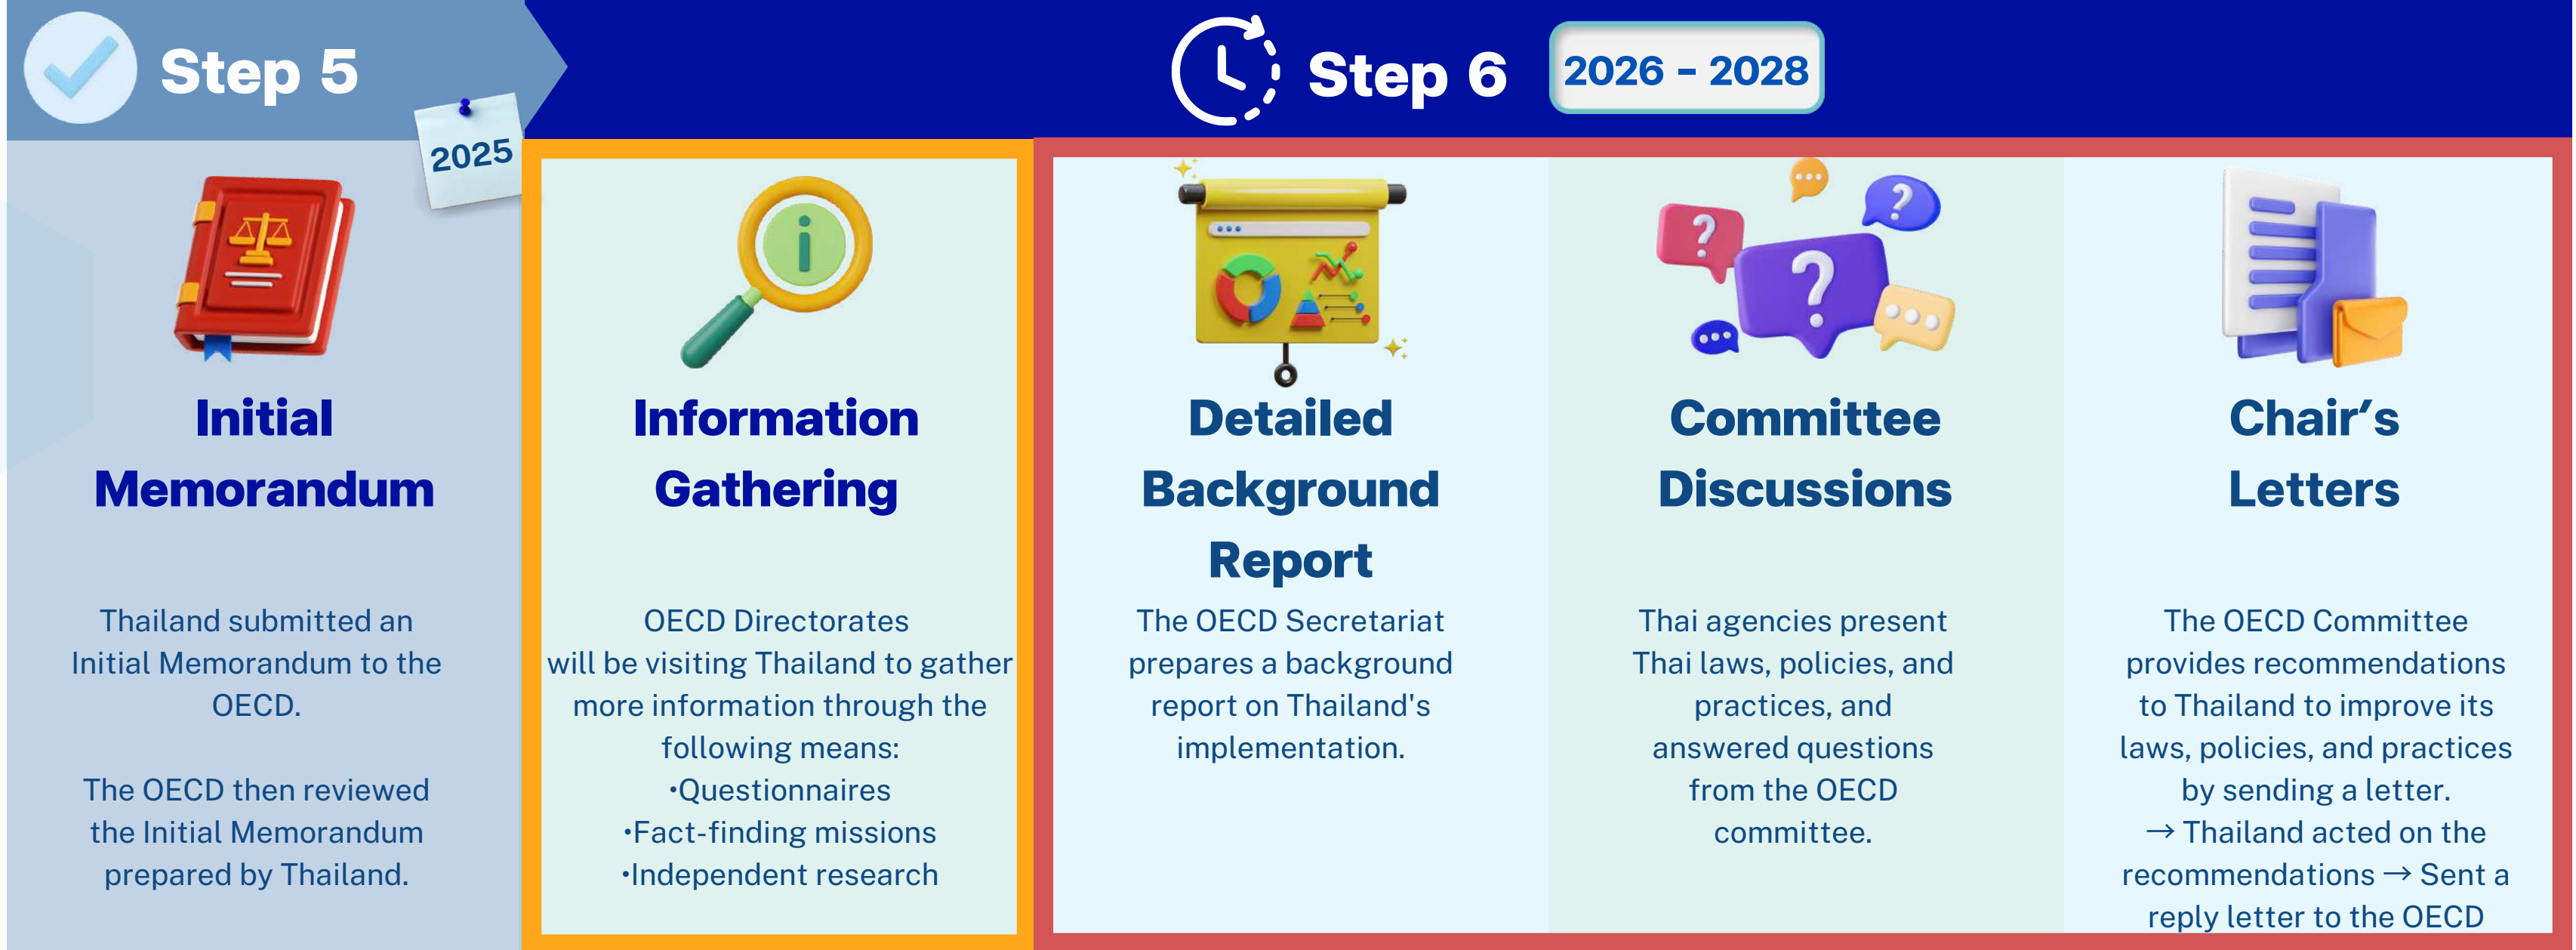 Step 5
2025
Step 6
2026 - 2028
Initial
Memorandum
Thailand submitted an
Initial Memorandum to the
OECD.
The OECD then reviewed
the Initial Memorandum
prepared by Thailand.
Information
Gathering
OECD Directorates
will be visiting Thailand to gather
more information through the
following means:
•Questionnaires
•Fact-finding missions
•Independent research
Detailed
Background
Report
The OECD Secretariat
prepares a background
report on Thailand's
implementation.
Committee
Discussions
Thai agencies present
Thai laws, policies, and
practices, and
answered questions
from the OECD
committee.
Chair’s
Letters
The OECD Committee
provides recommendations
to Thailand to improve its
laws, policies, and practices
by sending a letter.
→ Thailand acted on the
recommendations → Sent a
reply letter to the OECD